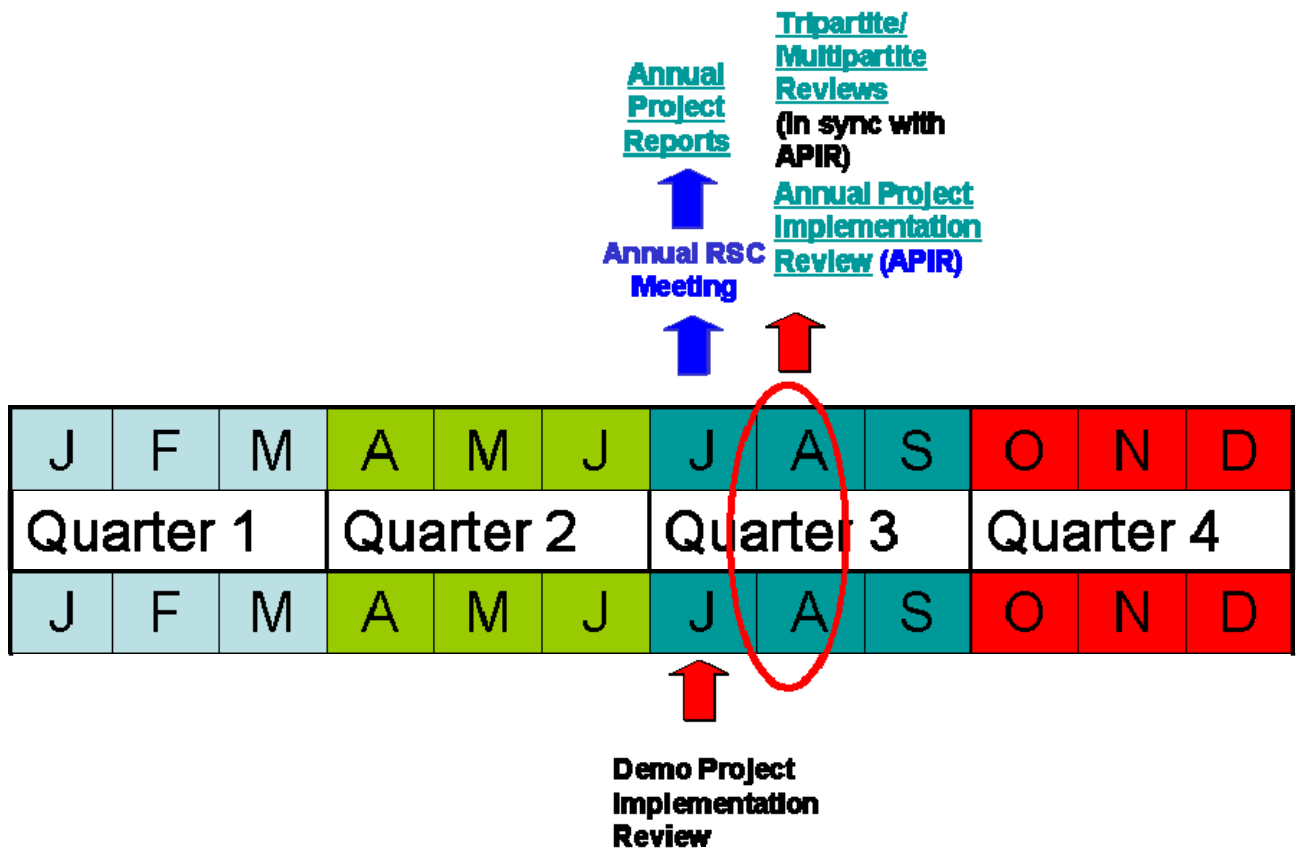 Tripartite/
Multipartite
Reviews
(in sync with
APIR)
Annual
Project
Reports
Annual Project
Implementation
Review (APIR)
Annual RSC
Meeting
J F M A M J J A S O N D
Quarter 1 Quarter 2 Quarter 3 Quarter 4
J F M A M J J A S O N D
Demo Project
Implementation
Review